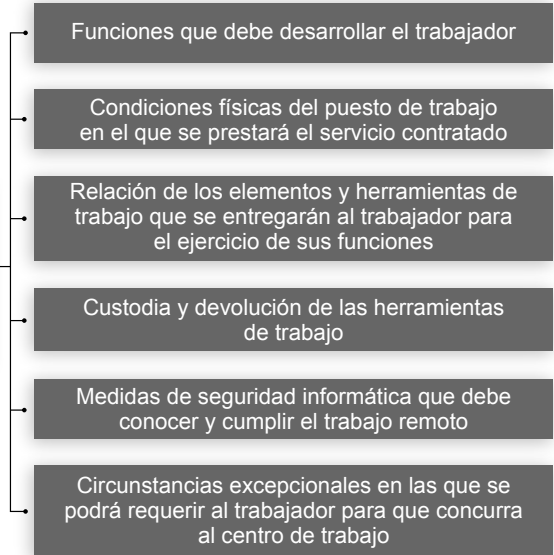 Funciones que debe desarrollar el trabajador
Condiciones físicas del puesto de trabajo
en el que se prestará el servicio contratado
Relación de los elementos y herramientas de
trabajo que se entregarán al trabajador para
el ejercicio de sus funciones
Custodia y devolución de las herramientas
de trabajo
Medidas de seguridad informática que debe
conocer y cumplir el trabajo remoto
Circunstancias excepcionales en las que se
podrá requerir al trabajador para que concurra
al centro de trabajo